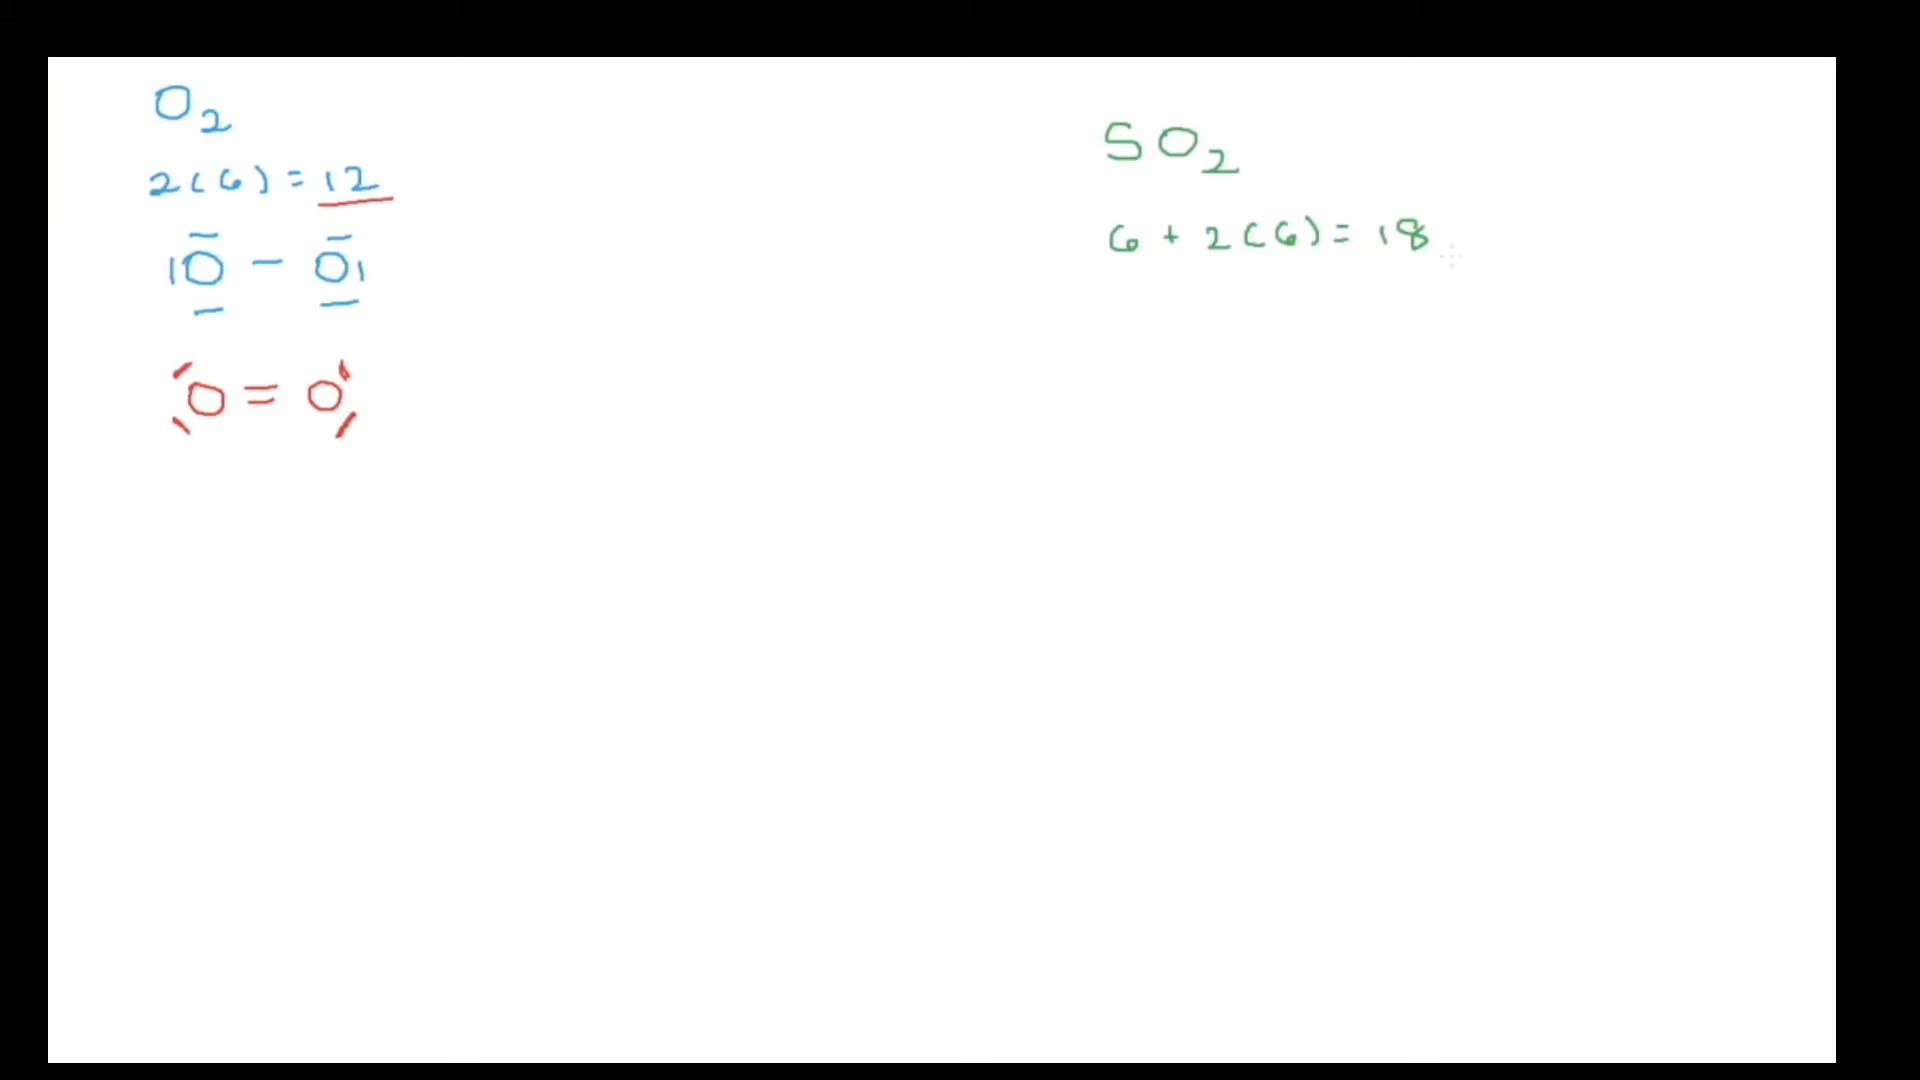 O2
2(6) = 12
|O̅ - O̅|
O = O
SO2
6 + 2(6) = 18